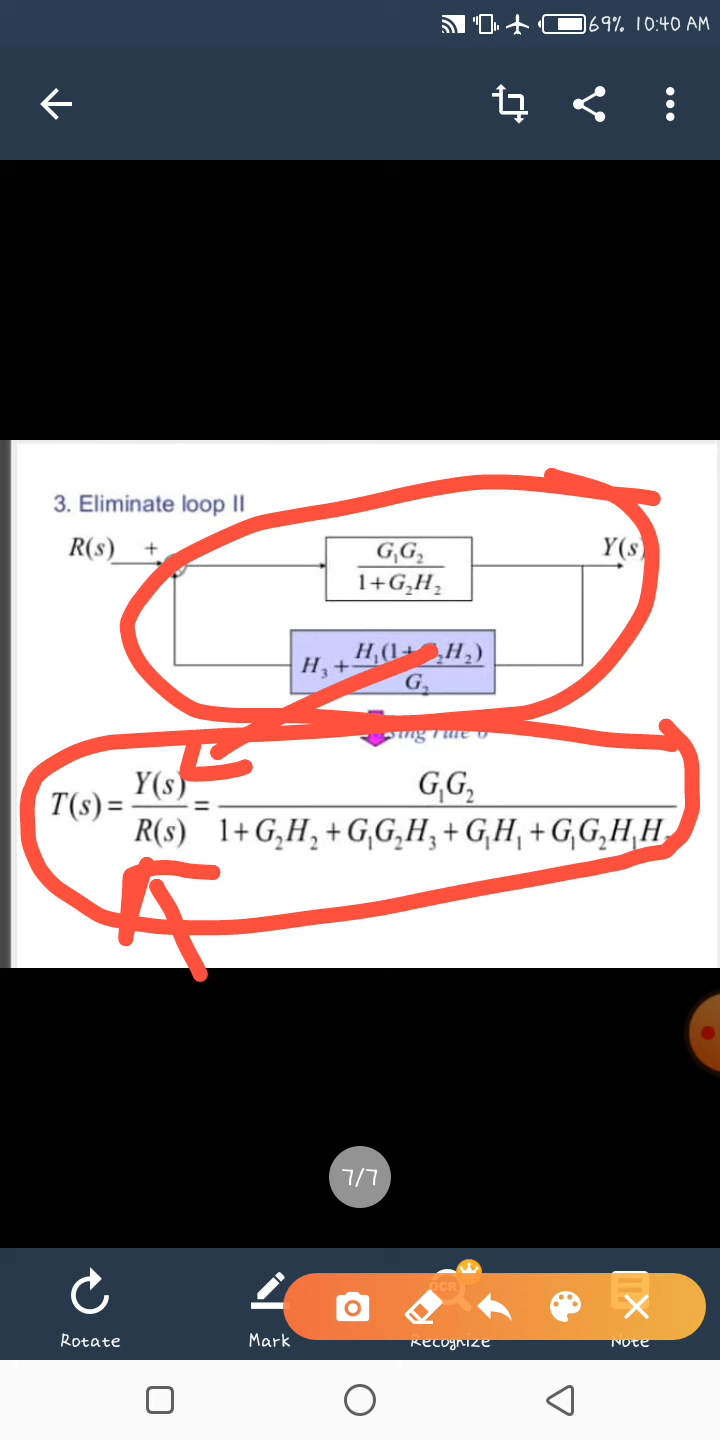 69% 10:40 AM
3. Eliminate loop II
R(s) + Y(s)
G₁G₂
1+G₂H₂
H₃+ H₁(1+G₂H₂)
G₂
T(s)= Y(s) = G₁G₂
R(s) 1+G₂H₂+G₁G₂H₃+G₁H₁+G₁G₂H₁H
7/7
OCR
Rotate Mark Recognize Note